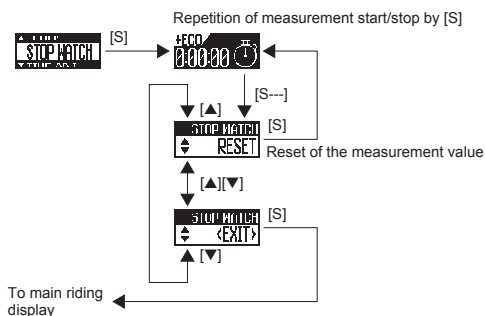 Repetition of measurement start/stop by [S]
STOP WATCH
[S]
+ECO
0:00:00
[S---]
[▲]
STOP WATCH
RESET
[S]
Reset of the measurement value
[▲][▼]
STOP WATCH
<EXIT>
[S]
[▼]
To main riding
display